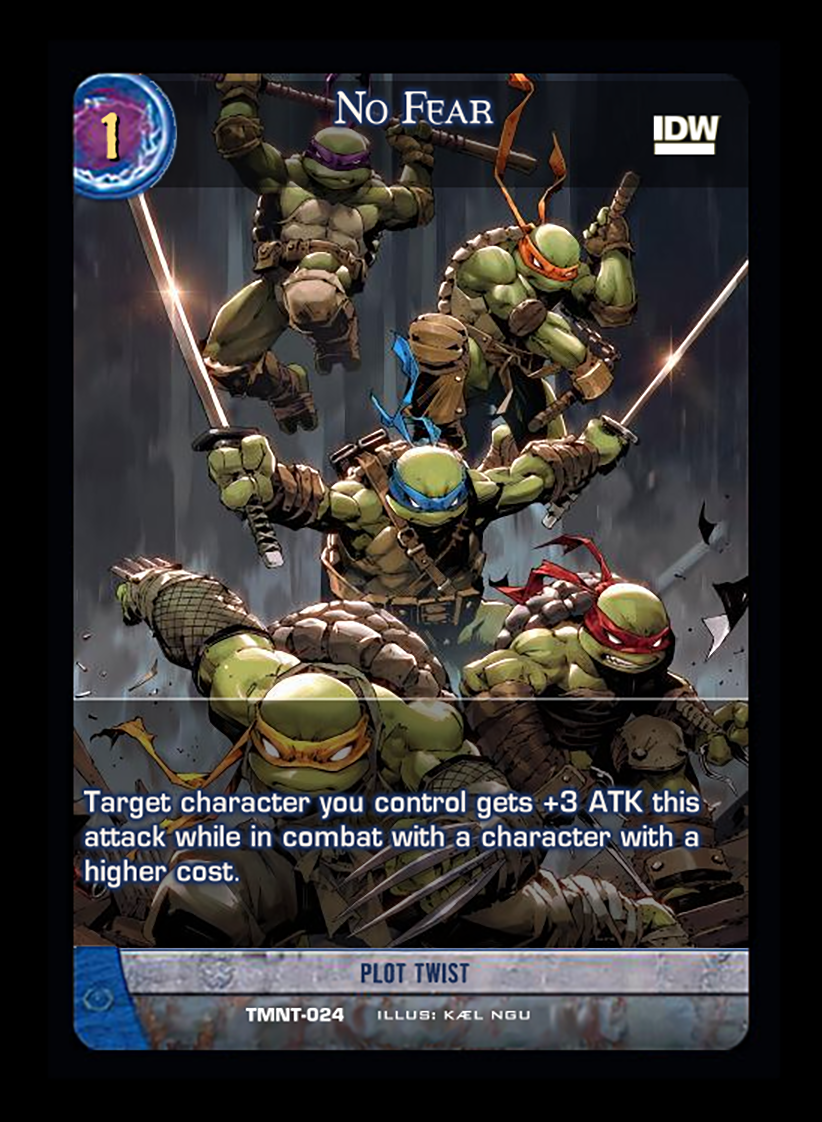 1
No Fear
IDW
Target character you control gets +3 ATK this
attack while in combat with a character with a
higher cost.
PLOT TWIST
TMNT-024 ILLUS: KÆL NGU